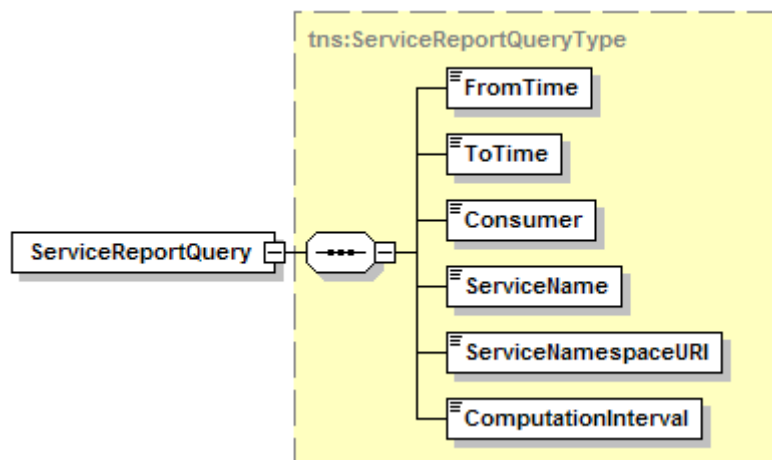 tns:ServiceReportQueryType
FromTime
ToTime
Consumer
ServiceReportQuery
ServiceName
ServiceNamespaceURI
ComputationInterval